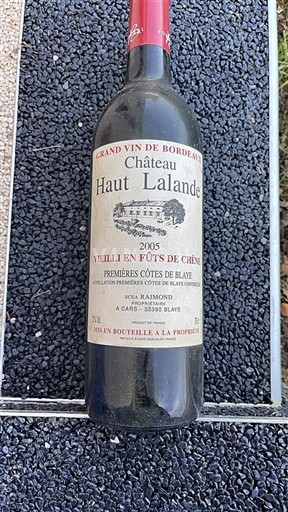 GRAND VIN DE BORDEAUX
Château
Haut Lalande
2005
VIEILLI EN FÛTS DE CHÊNE
PREMIÈRES CÔTES DE BLAYE
APPELLATION PREMIÈRES CÔTES DE BLAYE CONTRÔLÉE
SCEA RAIMOND
PROPRIÉTAIRE
A CARS - 33390 BLAYE
PRODUCT OF FRANCE
MIS EN BOUTEILLE A LA PROPRIÉTÉ